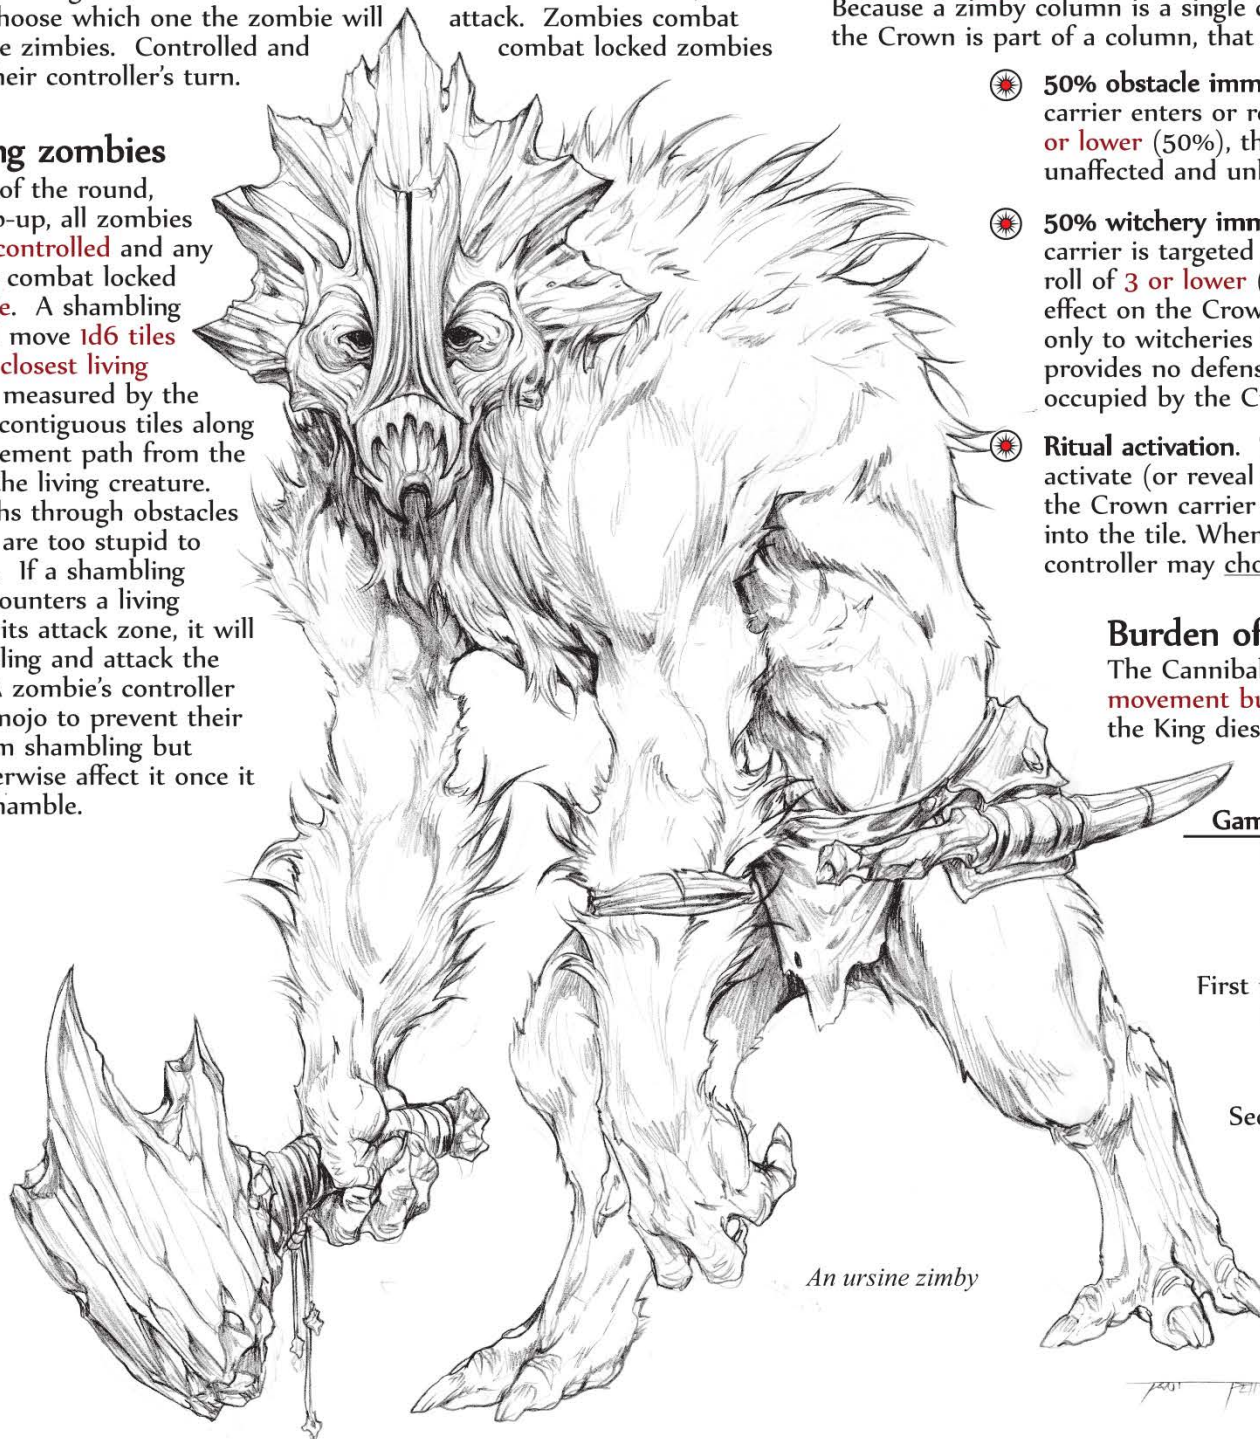 hoose which one the zombie will
e zimbies. Controlled and
heir controller's turn.
ng zombies
of the round,
p-up, all zombies
controlled and any
combat locked
e. A shambling
move 1d6 tiles
closest living
measured by the
contiguous tiles along
ement path from the
he living creature.
hs through obstacles
are too stupid to
If a shambling
ounters a living
its attack zone, it will
ling and attack the
A zombie's controller
mojo to prevent their
m shambling but
erwise affect it once it
hamble.
attack. Zombies combat
combat locked zombies
Because a zimby column is a single
the Crown is part of a column, that
50% obstacle imm
carrier enters or re
or lower (50%), th
unaffected and unh
50% witchery imm
carrier is targeted
roll of 3 or lower (
effect on the Crow
only to witcheries
provides no defens
occupied by the C
Ritual activation.
activate (or reveal
the Crown carrier
into the tile. When
controller may cho
Burden of
The Canniba
movement bu
the King dies
Gam
First
Sec
An ursine zimby